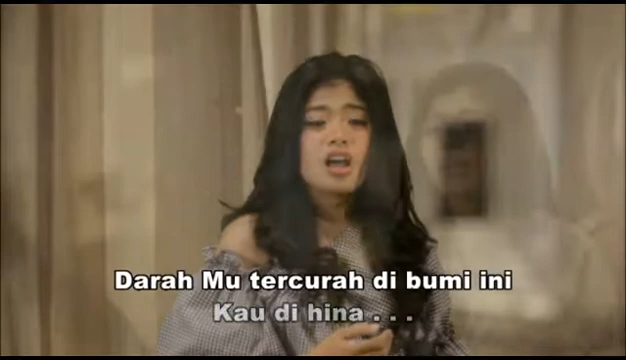 Darah Mu tercurah di bumi ini
Kau di hina . . .